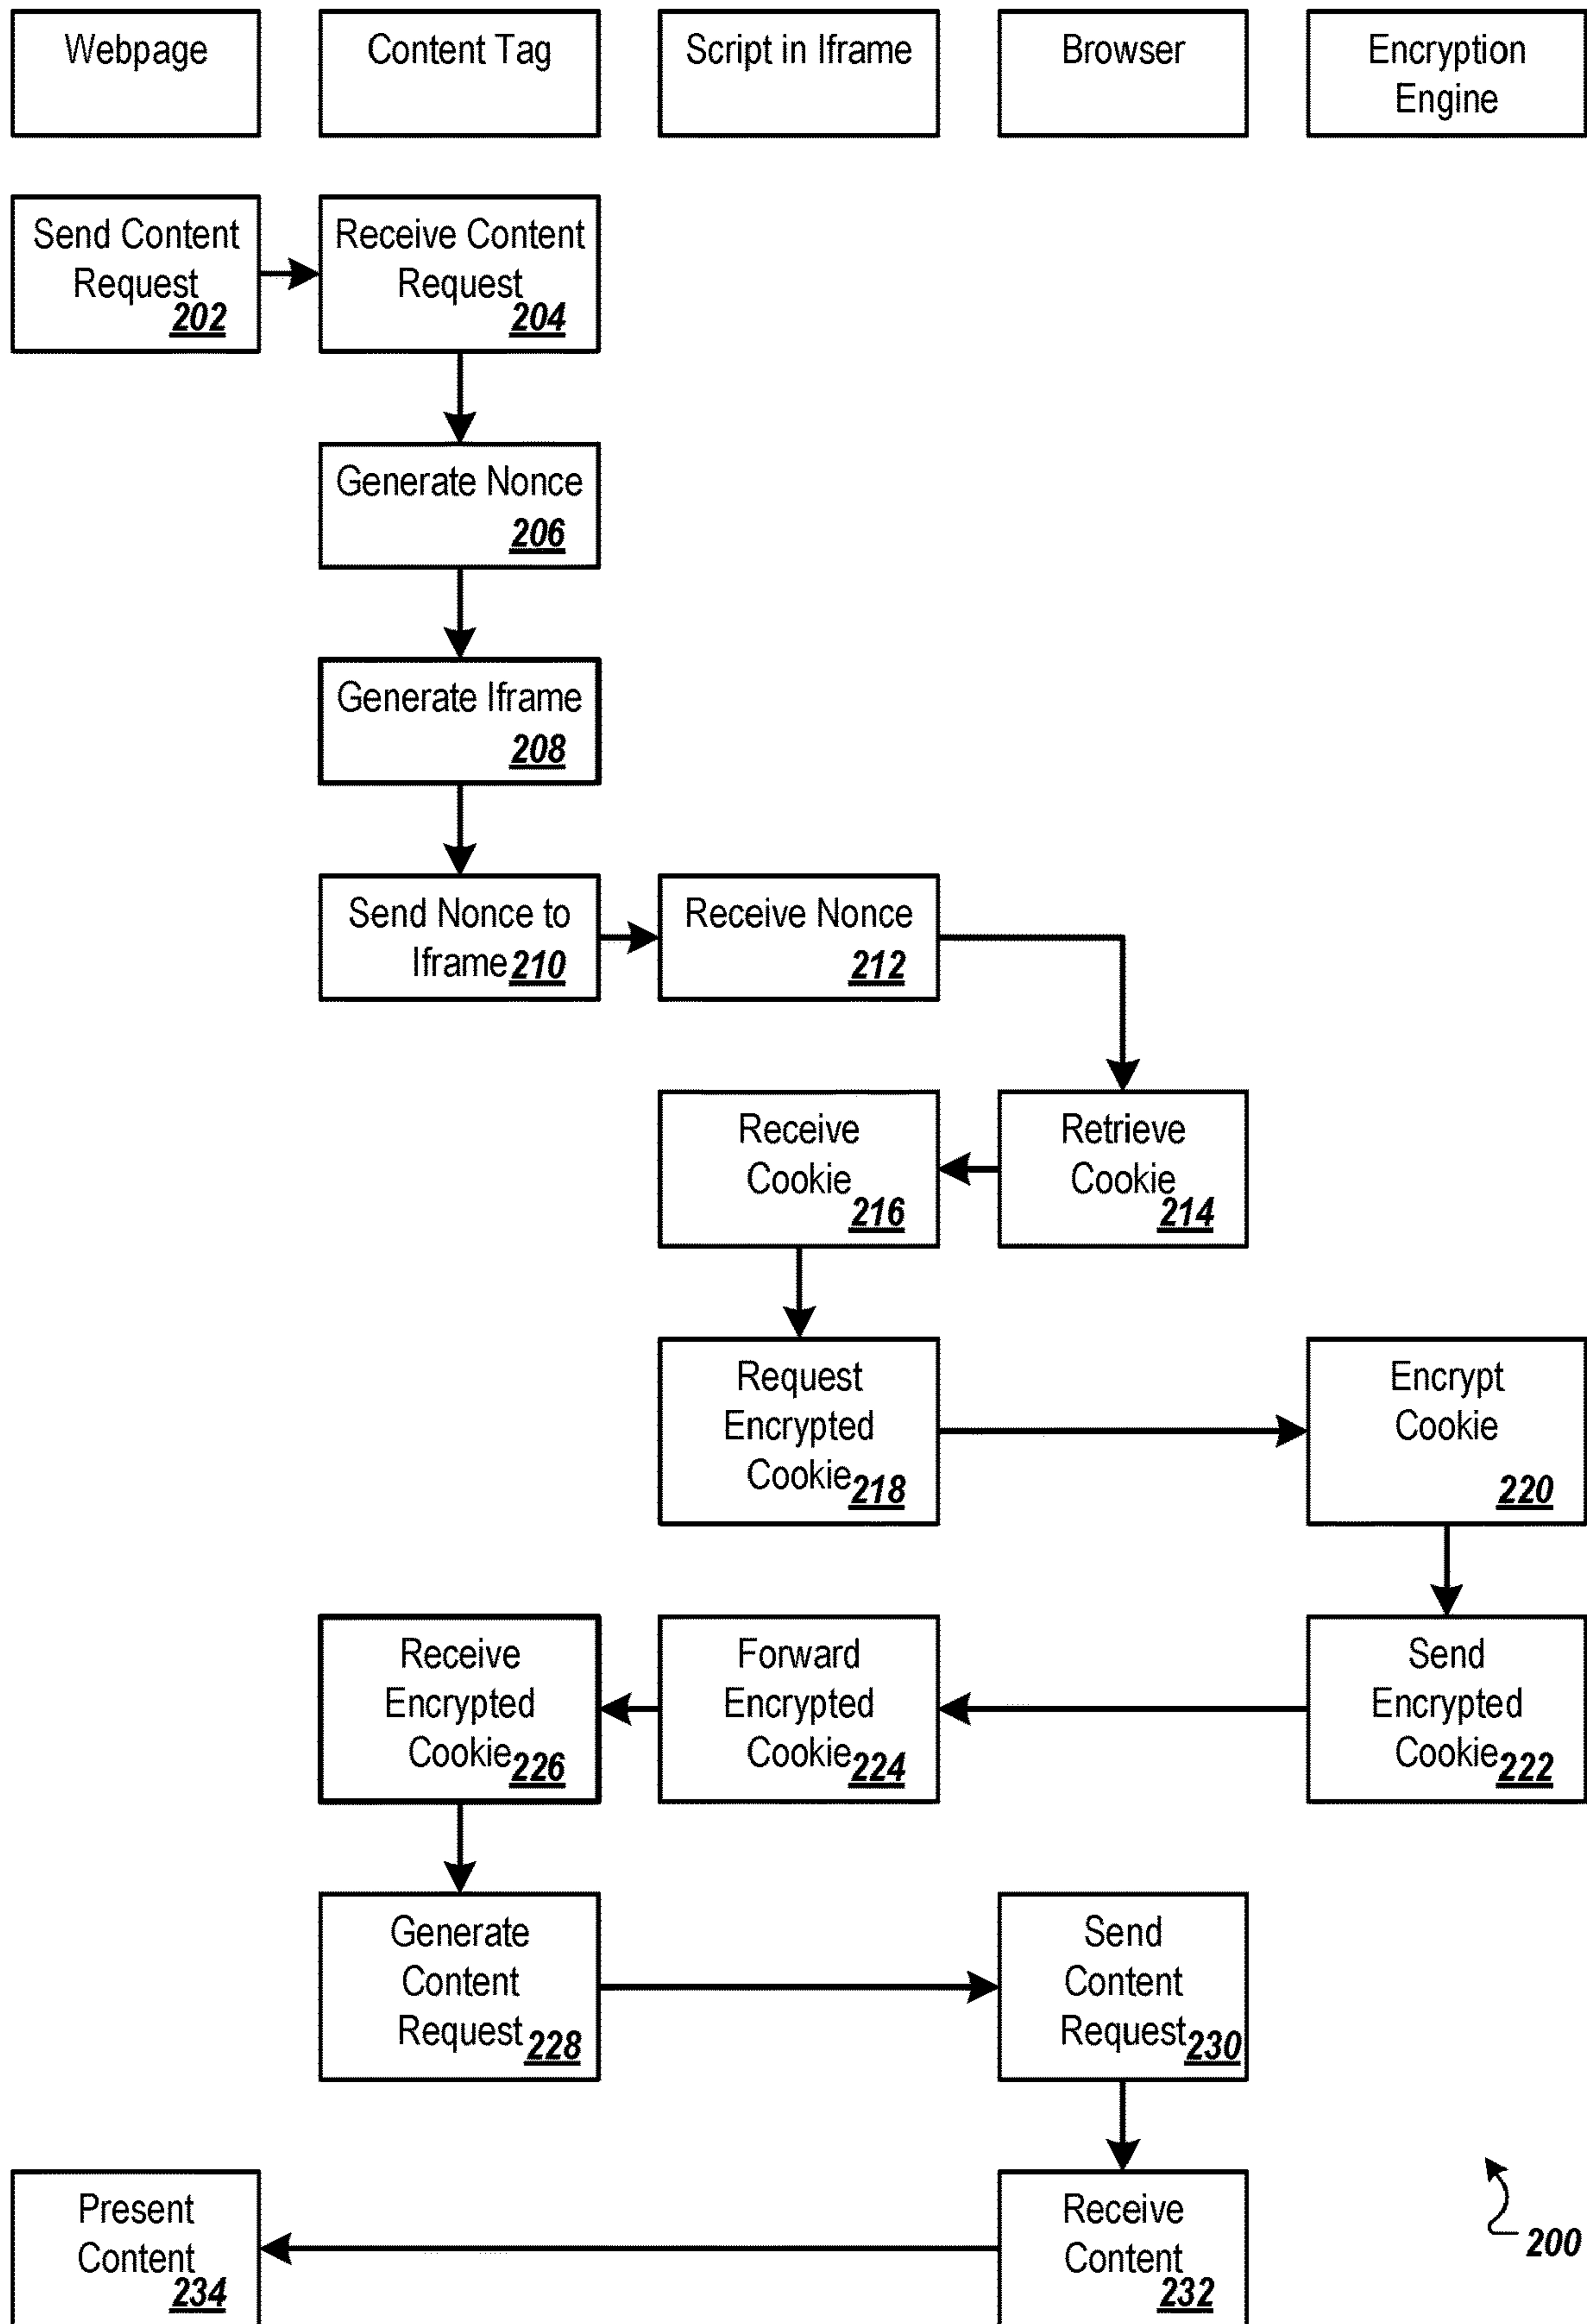 Webpage
Content Tag
Script in Iframe
Browser
Encryption
Engine
Send Content
Request
202
Receive Content
Request
204
Generate Nonce
206
Generate Iframe
208
Send Nonce to
Iframe 210
Receive Nonce
212
Receive
Cookie
216
Retrieve
Cookie
214
Request
Encrypted
Cookie 218
Encrypt
Cookie
220
Receive
Encrypted
Cookie 226
Forward
Encrypted
Cookie 224
Send
Encrypted
Cookie 222
Generate
Content
Request 228
Send
Content
Request 230
Present
Content
234
Receive
Content
232
200